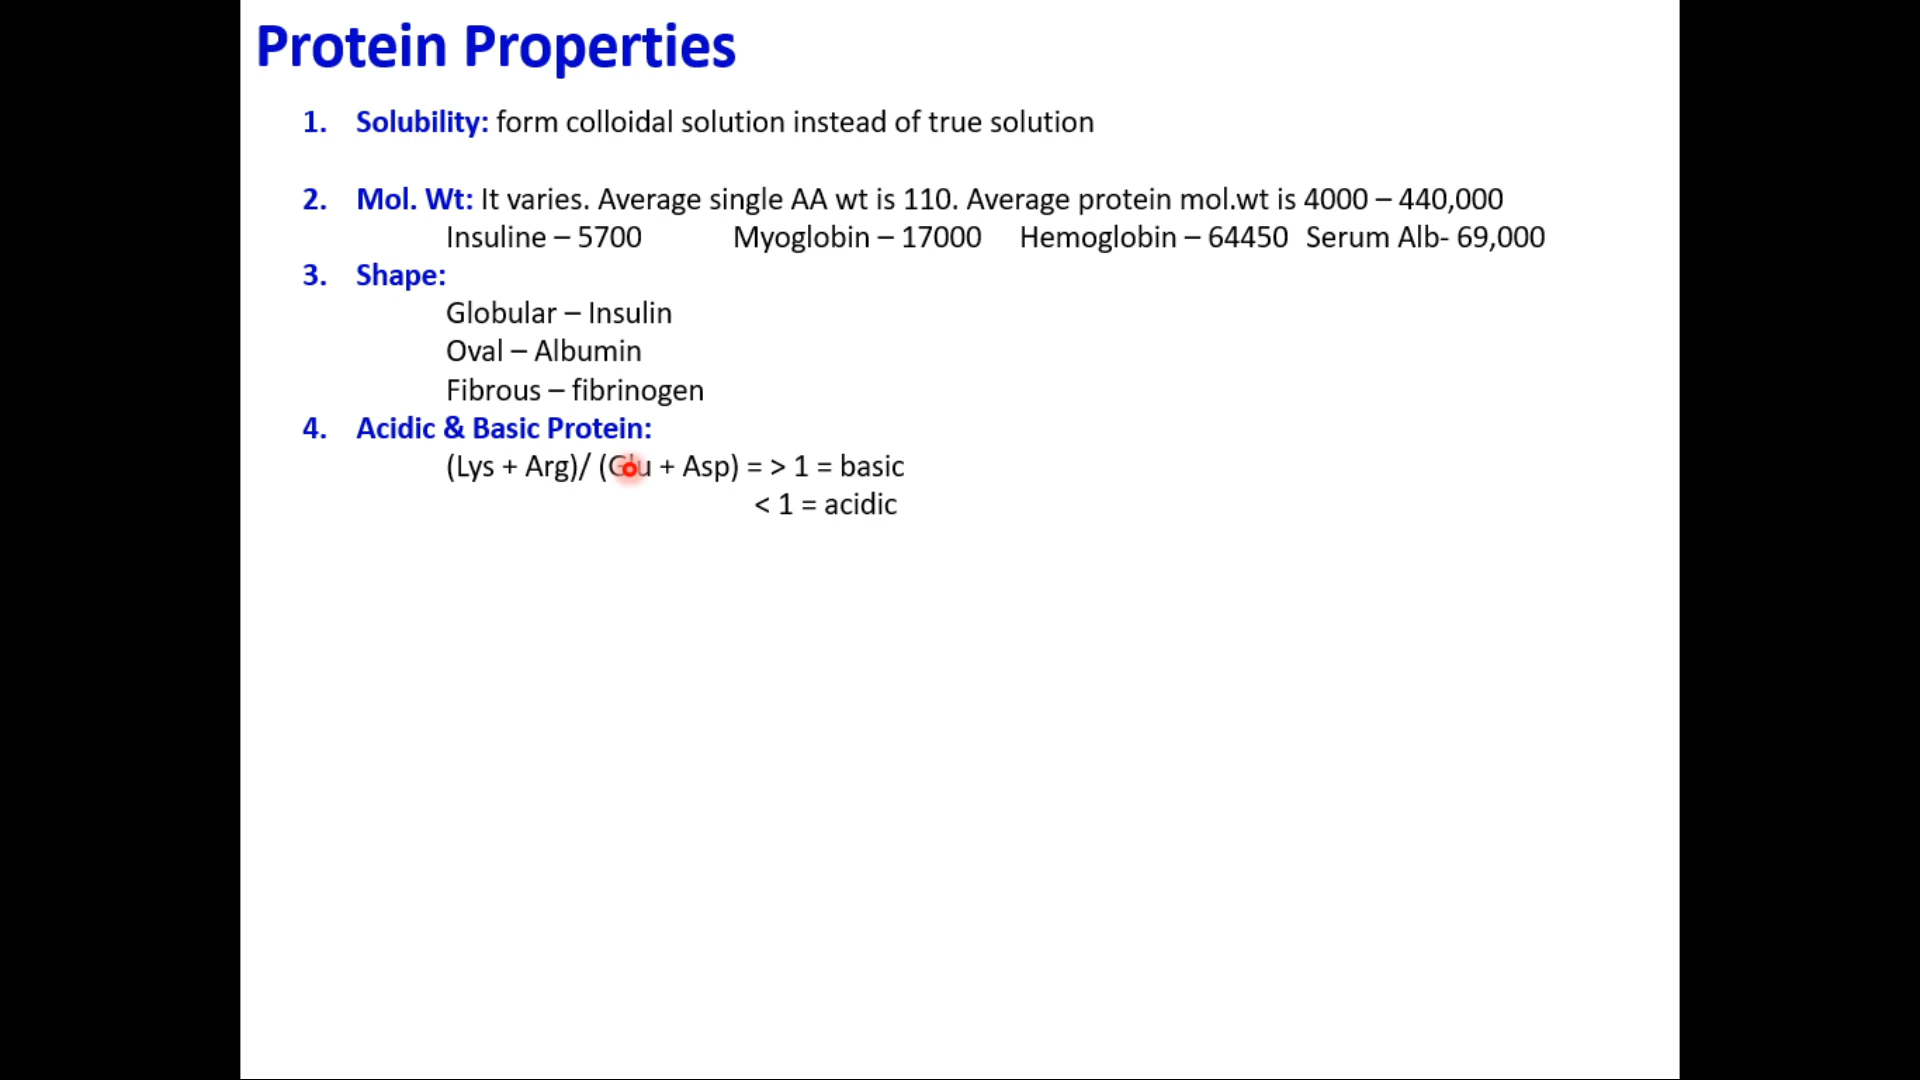 Protein Properties
1. Solubility: form colloidal solution instead of true solution
2. Mol. Wt: It varies. Average single AA wt is 110. Average protein mol.wt is 4000 – 440,000
Insuline – 5700 Myoglobin – 17000 Hemoglobin – 64450 Serum Alb- 69,000
3. Shape:
Globular – Insulin
Oval – Albumin
Fibrous – fibrinogen
4. Acidic & Basic Protein:
(Lys + Arg)/ (Glu + Asp) = > 1 = basic
< 1 = acidic